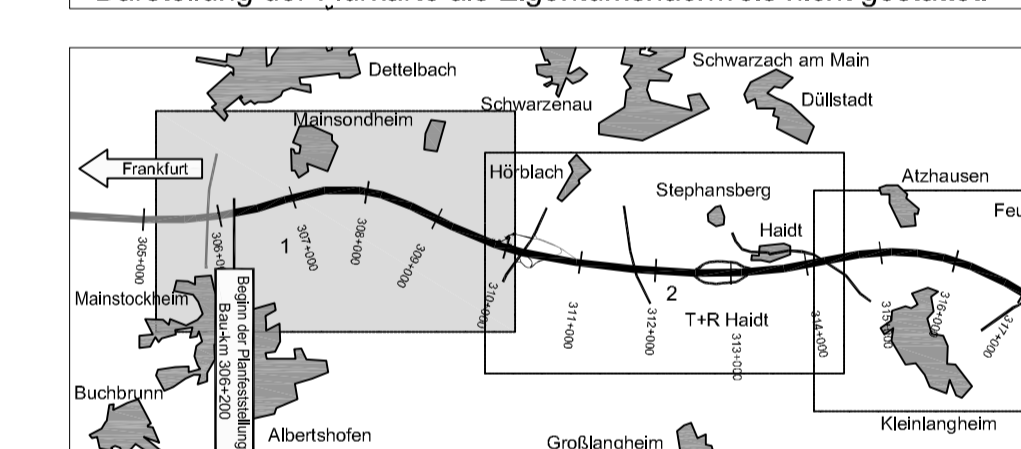 Dettelbach
Schwarzach am Main
Schwarzenau
Düllstadt
Mainsondheim
Frankfurt
Hörblach
Stephansberg
Atzhausen
Haidt
Feu
305+000
306+0
1
307+000
308+000
309+000
310+000
311+000
312+000
2
T+R Haidt
313+000
314+000
316+000
317+000
Mainstockheim
Beginn der Planfeststellung
Bau-km 306+200
Buchbrunn
Albertshofen
Großlangheim
Kleinlangheim